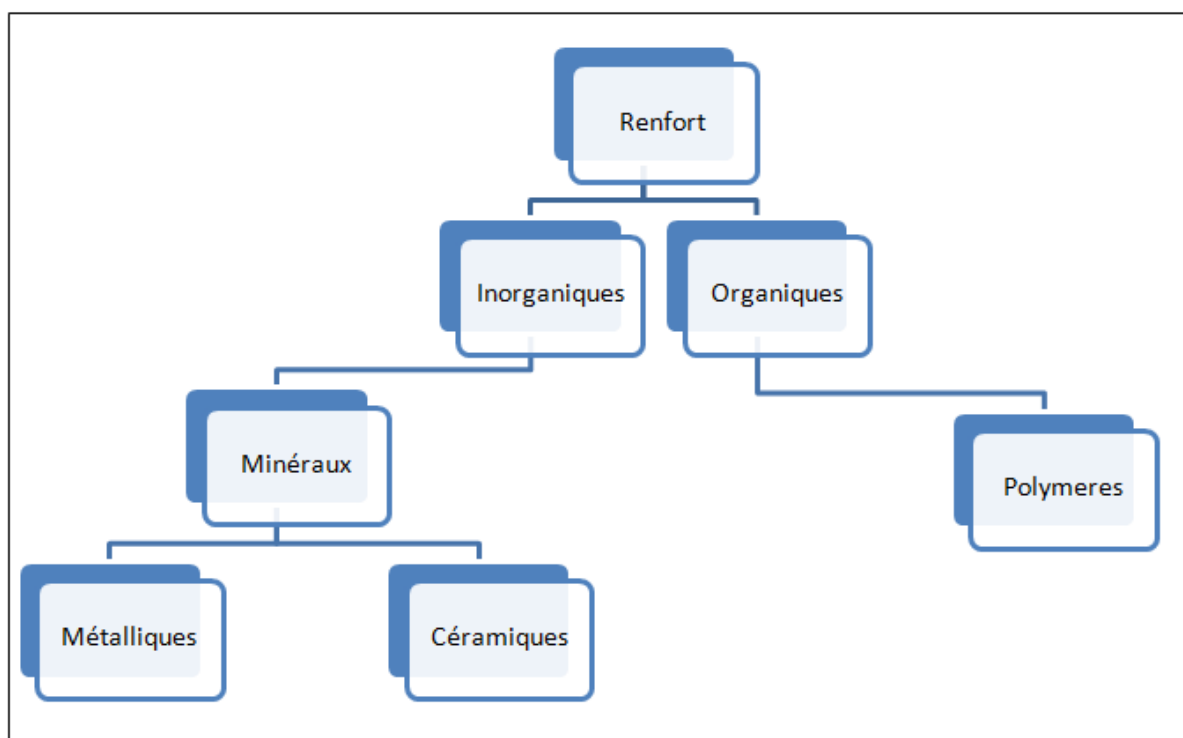 Renfort
Inorganiques
Organiques
Minéraux
Polymeres
Métalliques
Céramiques